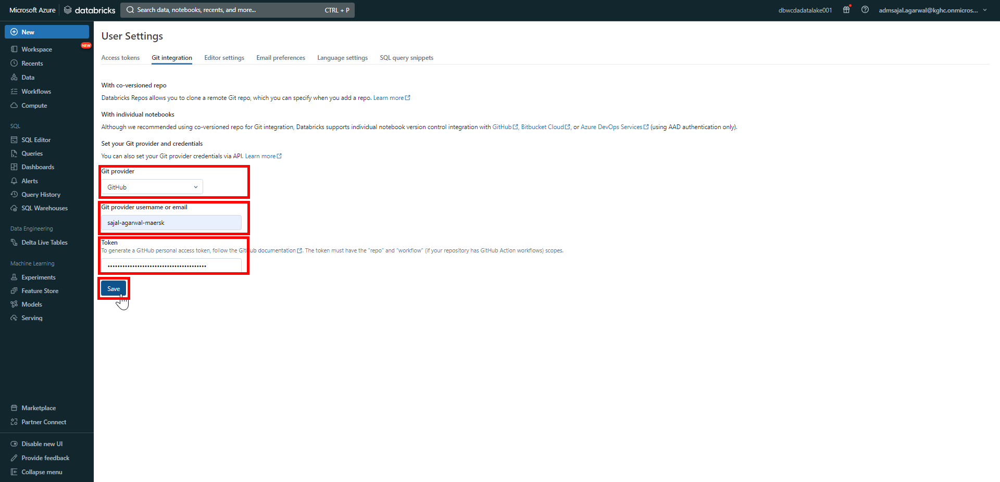 Microsoft Azure databricks Search data, notebooks, recents, and more... CTRL + P dbwcdadatalake001 admsajal.agarwal@kghc.onmicros...
New
Workspace NEW
Recents
Data
Workflows
Compute
SQL
SQL Editor
Queries
Dashboards
Alerts
Query History
SQL Warehouses
Data Engineering
Delta Live Tables
Machine Learning
Experiments
Feature Store
Models
Serving
Marketplace
Partner Connect
Disable new UI
Provide feedback
Collapse menu
User Settings
Access tokens Git integration Editor settings Email preferences Language settings SQL query snippets
With co-versioned repo
Databricks Repos allows you to clone a remote Git repo, which you can specify when you add a repo. Learn more
With individual notebooks
Although we recommended using co-versioned repo for Git integration, Databricks supports individual notebook version control integration with GitHub, Bitbucket Cloud, or Azure DevOps Services (using AAD authentication only).
Set your Git provider and credentials
You can also set your Git provider credentials via API. Learn more
Git provider
GitHub
Git provider username or email
sajal-agarwal-maersk
Token
To generate a GitHub personal access token, follow the GitHub documentation. The token must have the "repo" and "workflow" (if your repository has GitHub Action workflows) scopes.
••••••••••••••••••••••••••••••••••••••••
Save